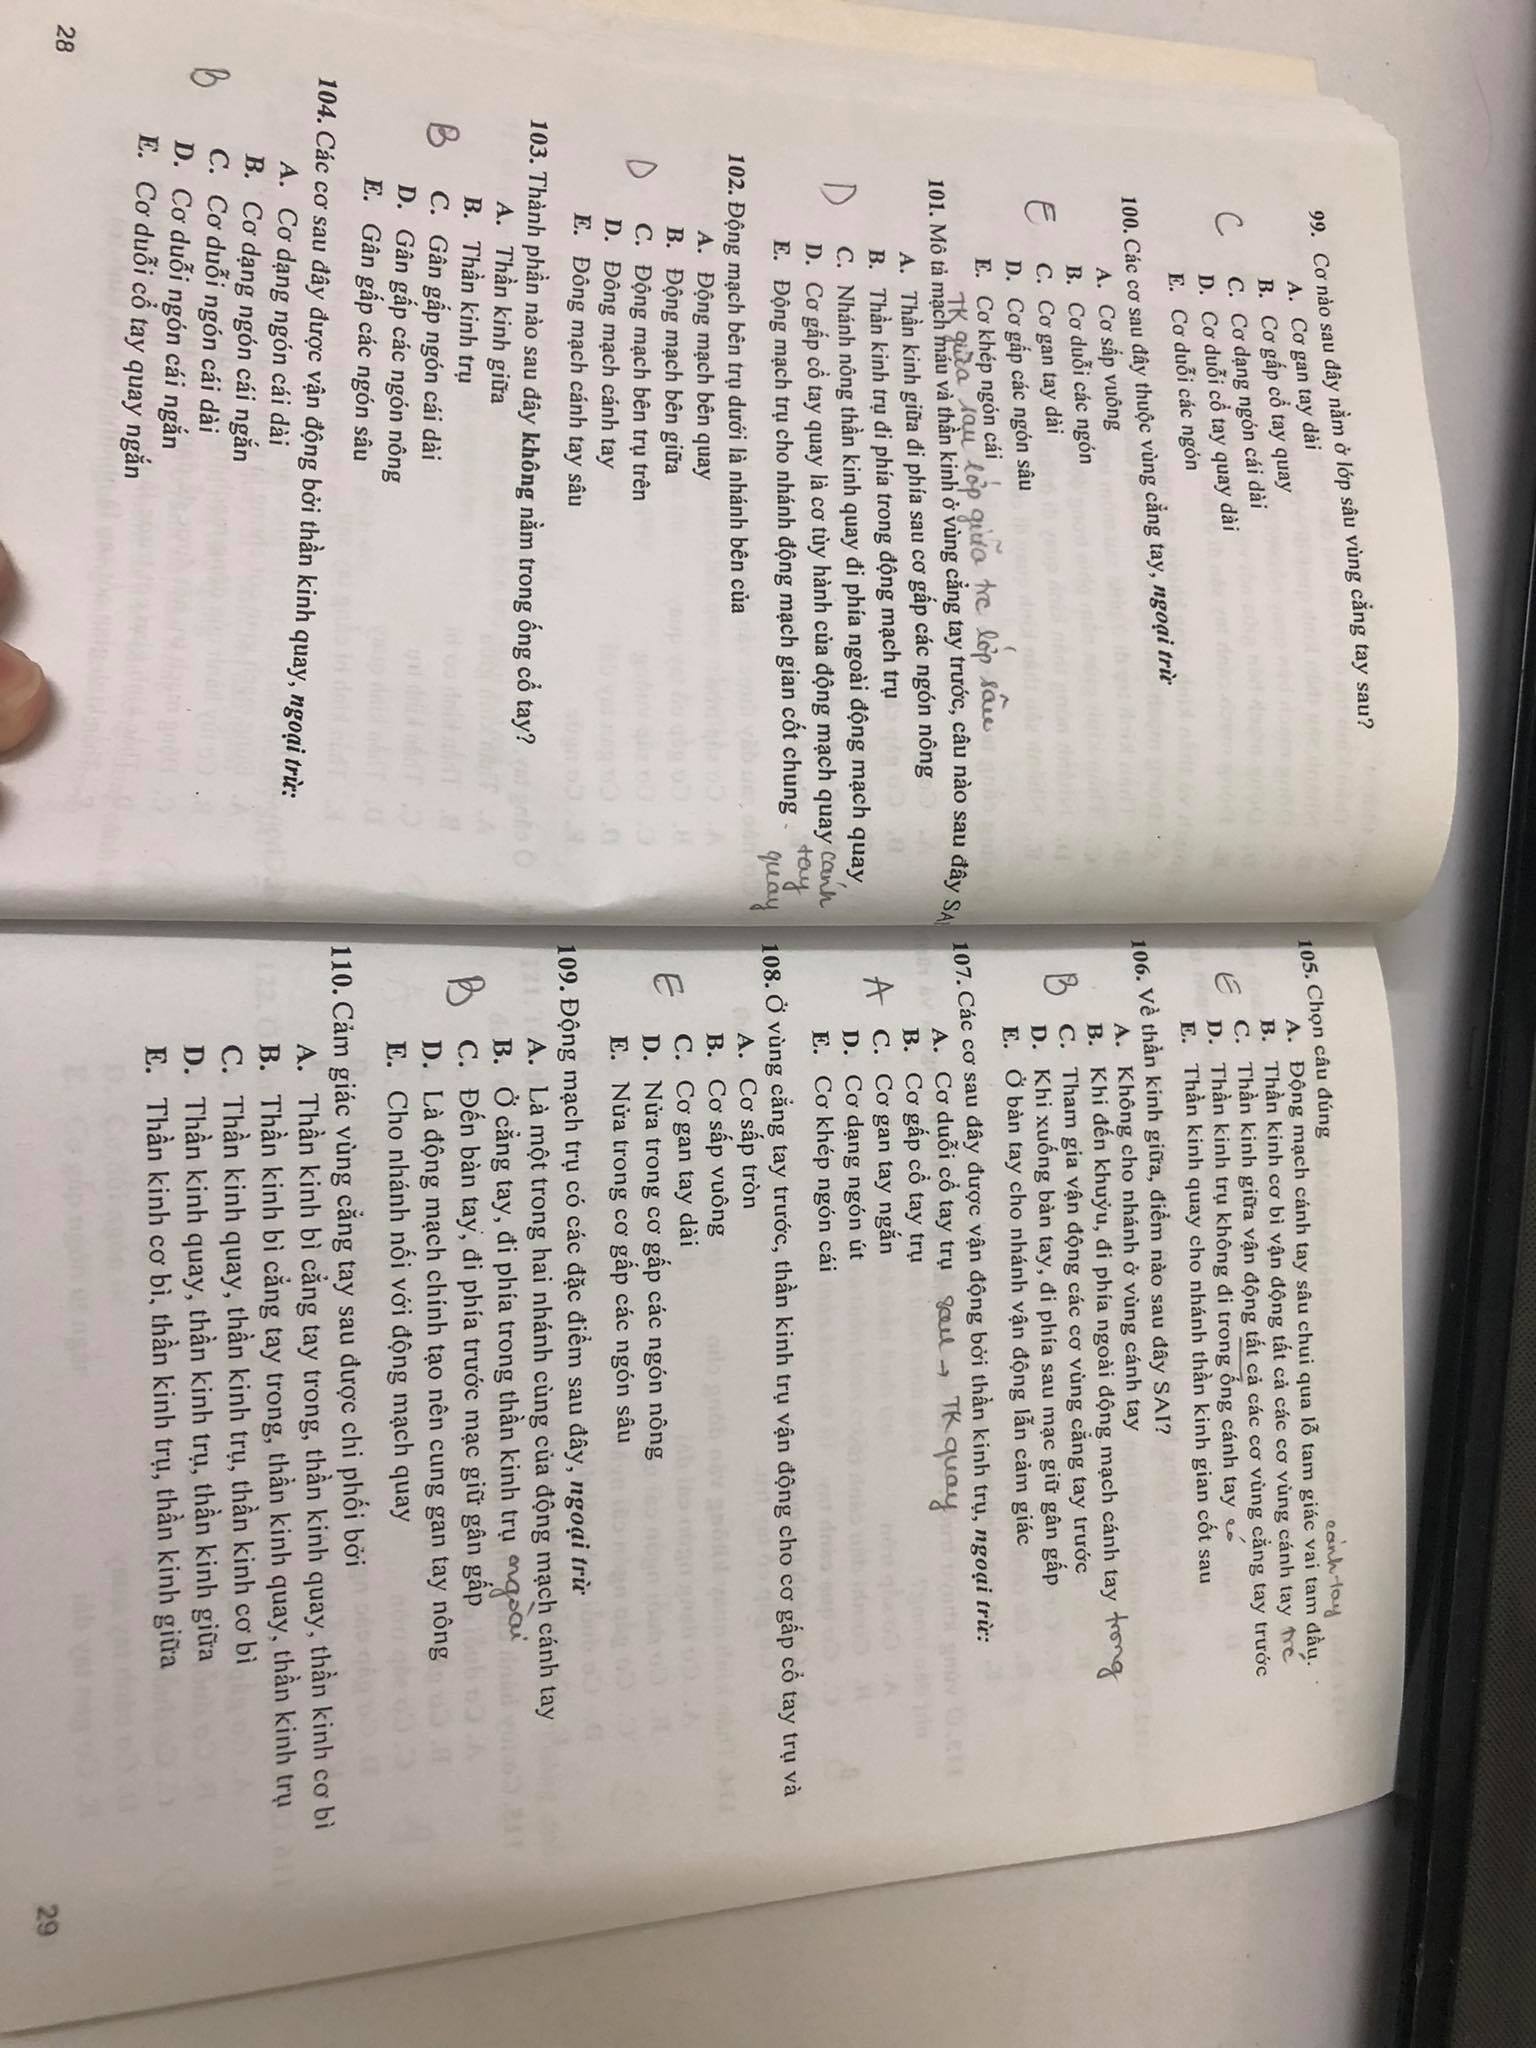 99. Cơ nào sau đây nằm ở lớp sâu vùng cẳng tay sau?
A. Cơ gan tay dài
B. Cơ gấp cổ tay quay
C. Cơ dạng ngón cái dài
C
D. Cơ duỗi cổ tay quay dài
E. Cơ duỗi các ngón
100. Các cơ sau đây thuộc vùng cẳng tay, ngoại trừ
A. Cơ sấp vuông
B. Cơ duỗi các ngón
E
C. Cơ gan tay dài
D. Cơ gấp các ngón sâu
E. Cơ khép ngón cái
TK giữa sau lớp giữa trc lớp sâu
101. Mô tả mạch máu và thần kinh ở vùng cẳng tay trước, câu nào sau đây SA
A. Thần kinh giữa đi phía sau cơ gấp các ngón nông
B. Thần kinh trụ đi phía trong động mạch trụ
D
C. Nhánh nông thần kinh quay đi phía ngoài động mạch quay
D. Cơ gấp cổ tay quay là cơ tùy hành của động mạch quay cánh
tay
E. Động mạch trụ cho nhánh động mạch gian cốt chung
quay
102. Động mạch bên trụ dưới là nhánh bên của
A. Động mạch bên quay
B. Động mạch bên giữa
D
C. Động mạch bên trụ trên
D. Đông mạch cánh tay
E. Đông mạch cánh tay sâu
103. Thành phần nào sau đây không nằm trong ống cổ tay?
A. Thần kinh giữa
B. Thần kinh trụ
B
C. Gân gấp ngón cái dài
D. Gân gấp các ngón nông
E. Gân gấp các ngón sâu
104. Các cơ sau đây được vận động bởi thần kinh quay, ngoại trừ:
A. Cơ dạng ngón cái dài
B. Cơ dạng ngón cái ngắn
B
C. Cơ duỗi ngón cái dài
D. Cơ duỗi ngón cái ngắn
E. Cơ duỗi cổ tay quay ngắn
28
105. Chọn câu đúng
cánh tay
A. Động mạch cánh tay sâu chui qua lỗ tam giác vai tam đầu.
B. Thần kinh cơ bì vận động tất cả các cơ vùng cánh tay trc
C. Thần kinh giữa vận động tất cả các cơ vùng cẳng tay trước
E
D. Thần kinh trụ không đi trong ống cánh tay có
E. Thần kinh quay cho nhánh thần kinh gian cốt sau
106. Về thần kinh giữa, điểm nào sau đây SAI?
A. Không cho nhánh ở vùng cánh tay
B. Khi đến khuỷu, đi phía ngoài động mạch cánh tay trong
B
C. Tham gia vận động các cơ vùng cẳng tay trước
D. Khi xuống bàn tay, đi phía sau mạc giữ gân gấp
E. Ở bàn tay cho nhánh vận động lẫn cảm giác
107. Các cơ sau đây được vận động bởi thần kinh trụ, ngoại trừ:
A. Cơ duỗi cổ tay trụ sau → TK quay
B. Cơ gấp cổ tay trụ
A
C. Cơ gan tay ngắn
D. Cơ dạng ngón út
E. Cơ khép ngón cái
108. Ở vùng cẳng tay trước, thần kinh trụ vận động cho cơ gấp cổ tay trụ và
A. Cơ sấp tròn
B. Cơ sấp vuông
C. Cơ gan tay dài
E
D. Nửa trong cơ gấp các ngón nông
E. Nửa trong cơ gấp các ngón sâu
109. Động mạch trụ có các đặc điểm sau đây, ngoại trừ
A. Là một trong hai nhánh cùng của động mạch cánh tay
B. Ở cẳng tay, đi phía trong thần kinh trụ ngoài
B
C. Đến bàn tay, đi phía trước mạc giữ gân gấp
D. Là động mạch chính tạo nên cung gan tay nông
E. Cho nhánh nối với động mạch quay
110. Cảm giác vùng cẳng tay sau được chi phối bởi
A. Thần kinh bì cẳng tay trong, thần kinh quay, thần kinh cơ bì
B. Thần kinh bì cẳng tay trong, thần kinh quay, thần kinh trụ
C. Thần kinh quay, thần kinh trụ, thần kinh cơ bì
D. Thần kinh quay, thần kinh trụ, thần kinh giữa
E. Thần kinh cơ bì, thần kinh trụ, thần kinh giữa
29